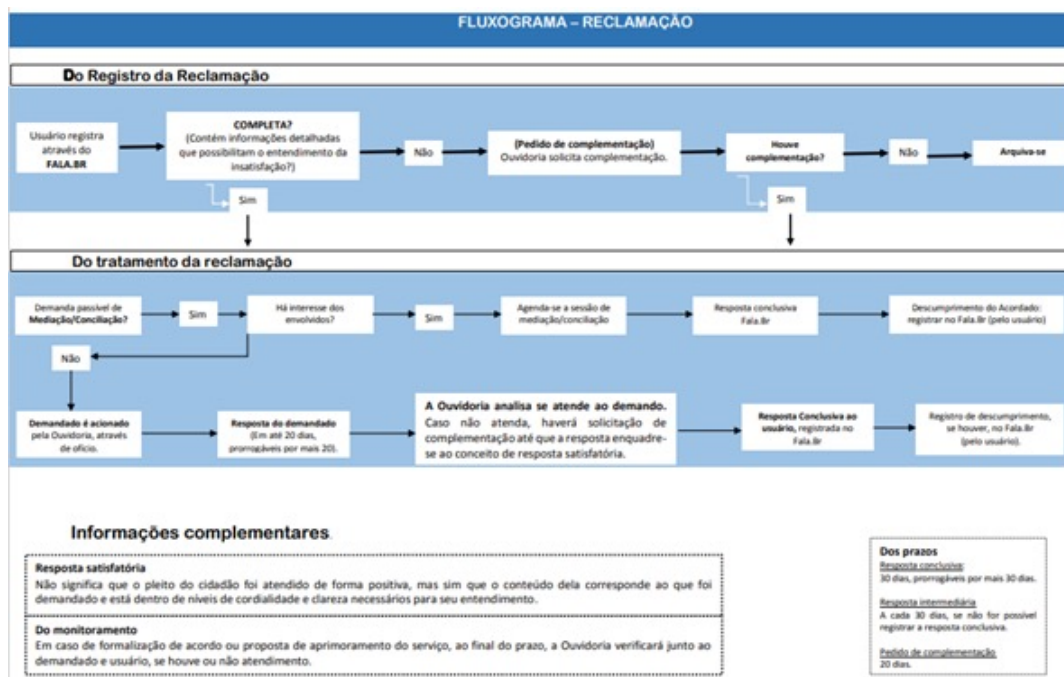 FLUXOGRAMA – RECLAMAÇÃO
Do Registro da Reclamação
Usuário registra
através do
FALA.BR
COMPLETA?
(Contém informações detalhadas
que possibilitam o entendimento da
insatisfação?)
Não
(Pedido de complementação)
Ouvidoria solicita complementação.
Houve
complementação?
Não
Arquiva-se
Sim
Sim
Do tratamento da reclamação
Demanda passível de
Mediação/Conciliação?
Sim
Há interesse dos
envolvidos?
Sim
Agenda-se a sessão de
mediação/conciliação
Resposta conclusiva
Fala.Br
Descumprimento do Acordado:
registrar no Fala.Br (pelo usuário)
Não
Demandado é acionado
pela Ouvidoria, através
de ofício.
Resposta do demandado
(Em até 20 dias,
prorrogáveis por mais 20).
A Ouvidoria analisa se atende ao demando.
Caso não atenda, haverá solicitação de
complementação até que a resposta enquadre-
se ao conceito de resposta satisfatória.
Resposta Conclusiva ao
usuário, registrada no
Fala.Br
Registro de descumprimento,
se houver, no Fala.Br
(pelo usuário).
Informações complementares.
Resposta satisfatória
Não significa que o pleito do cidadão foi atendido de forma positiva, mas sim que o conteúdo dela corresponde ao que foi
demandado e está dentro de níveis de cordialidade e clareza necessários para seu entendimento.
Do monitoramento
Em caso de formalização de acordo ou proposta de aprimoramento do serviço, ao final do prazo, a Ouvidoria verificará junto ao
demandado e usuário, se houve ou não atendimento.
Dos prazos
Resposta conclusiva:
30 dias, prorrogáveis por mais 30 dias.
Resposta intermediária
A cada 30 dias, se não for possível
registrar a resposta conclusiva.
Pedido de complementação
20 dias.